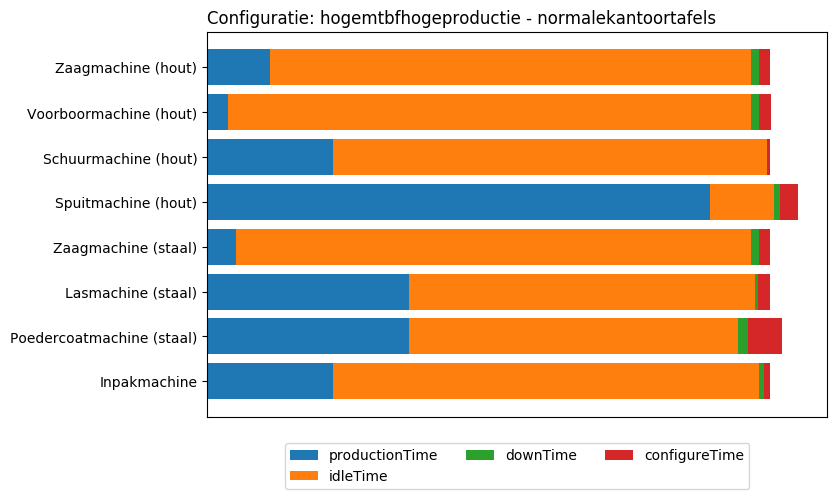 Configuratie: hogemtbfhogeproductie - normalekantoortafels
Zaagmachine (hout)
Voorboormachine (hout)
Schuurmachine (hout)
Spuitmachine (hout)
Zaagmachine (staal)
Lasmachine (staal)
Poedercoatmachine (staal)
Inpakmachine
productionTime
idleTime
downTime
configureTime